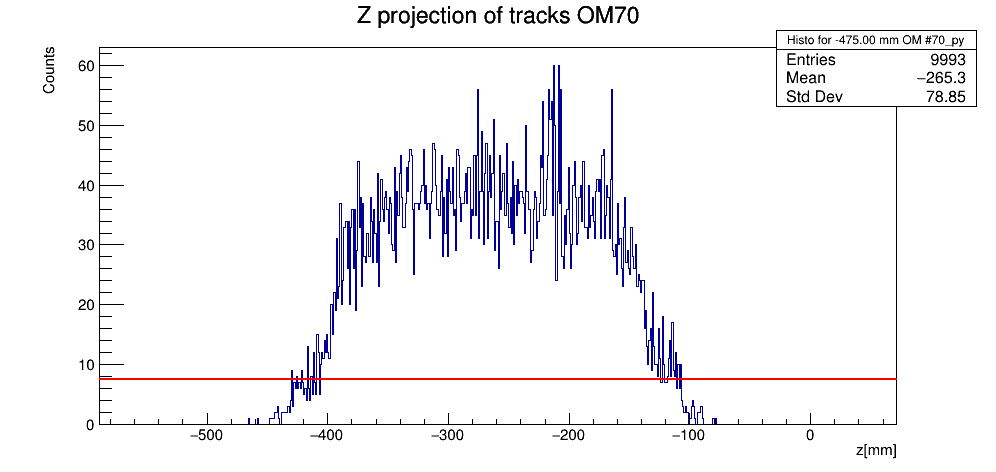 Z projection of tracks OM70
Histo for -475.00 mm OM #70_py
Entries 9993
Mean −265.3
Std Dev 78.85
Counts
60
50
40
30
20
10
0
−500 −400 −300 −200 −100 0
z[mm]